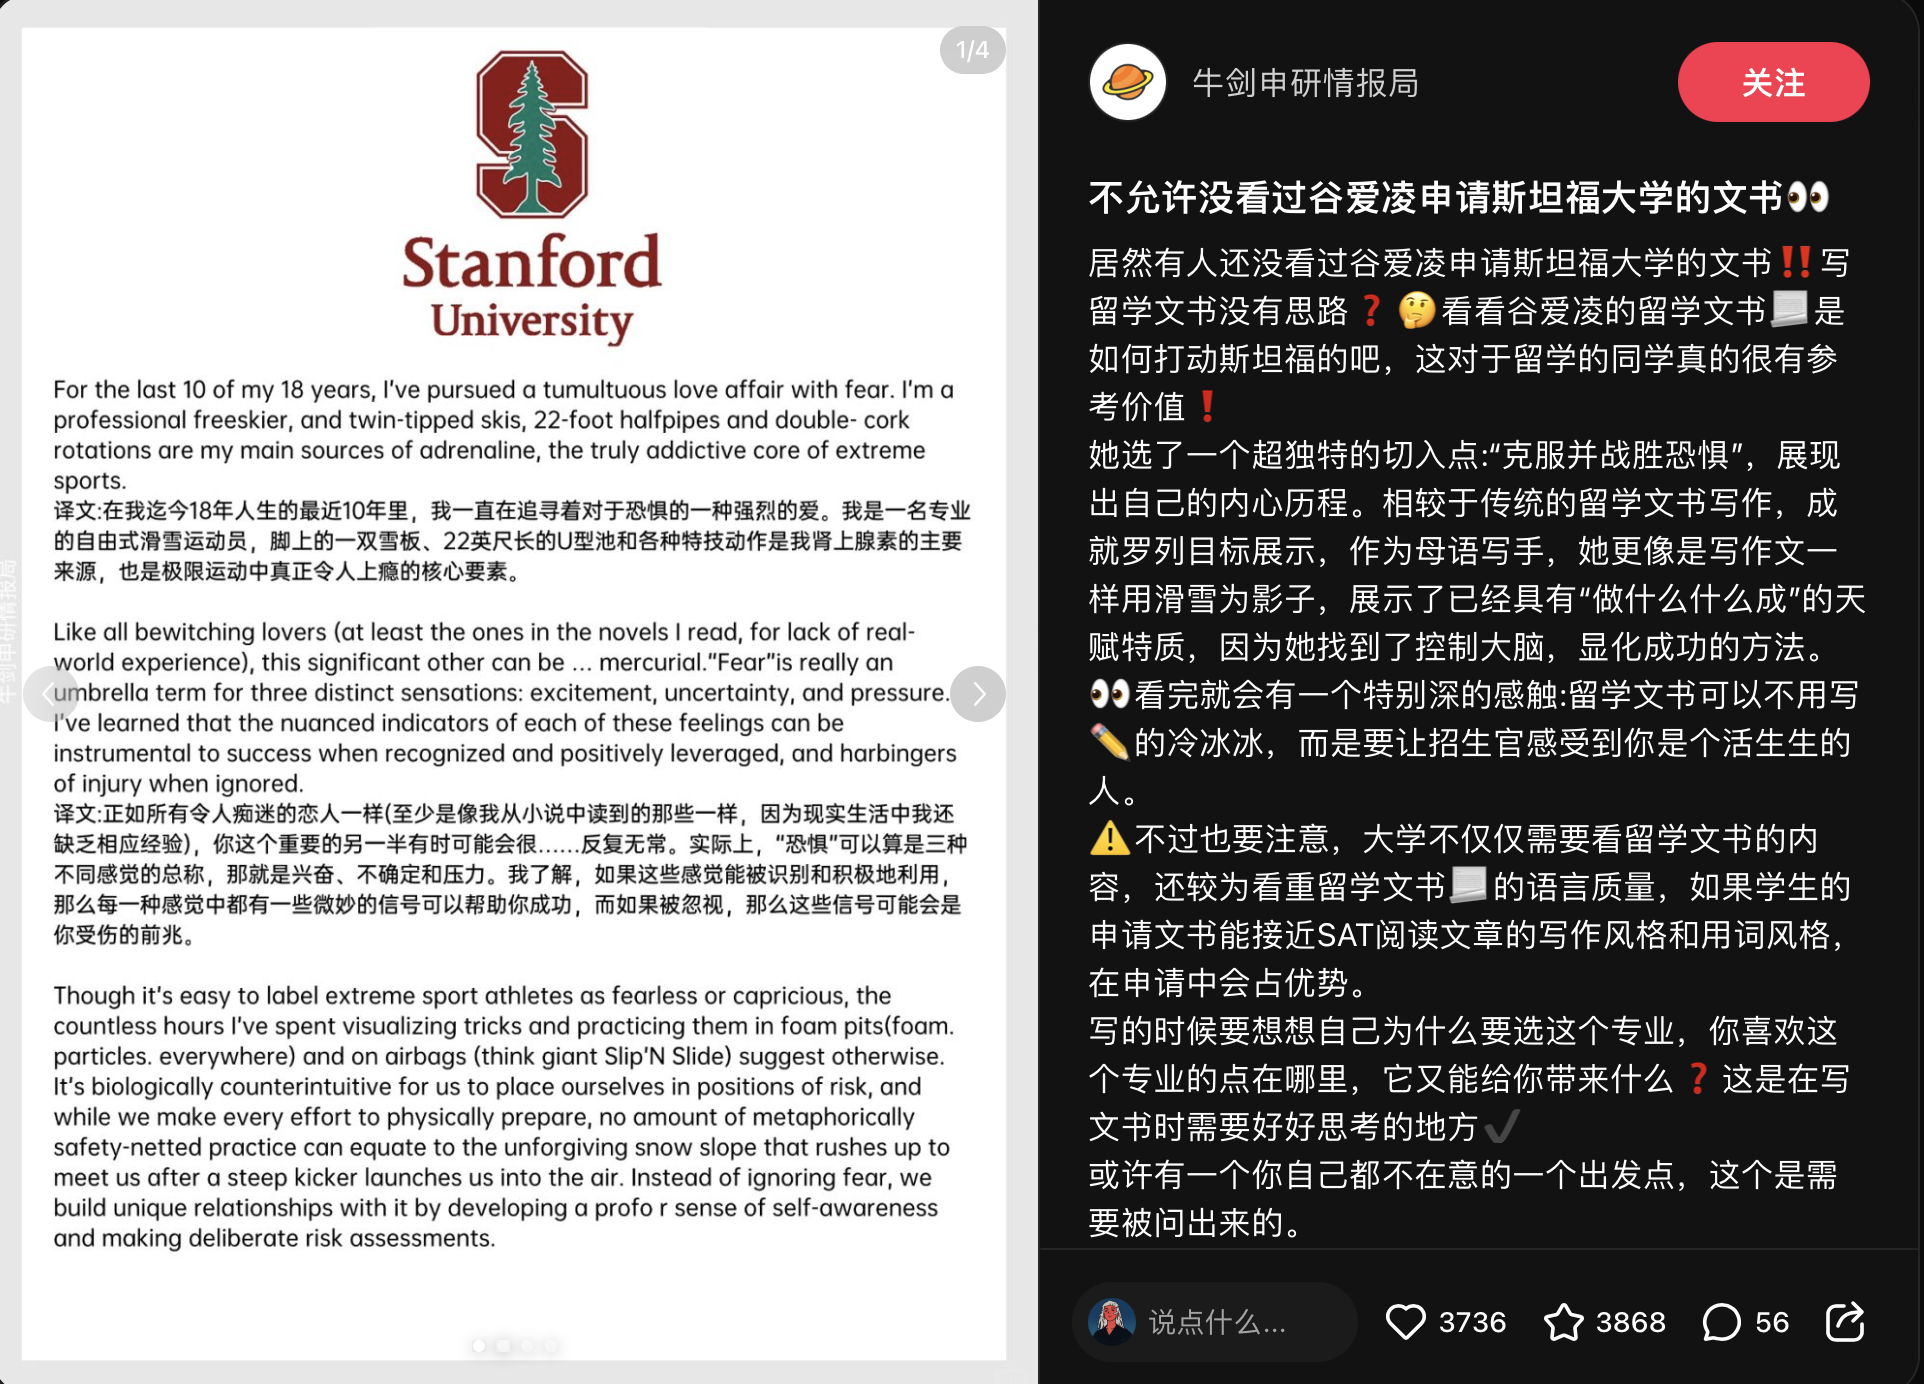 1/4
Stanford
University
For the last 10 of my 18 years, I've pursued a tumultuous love affair with fear. I'm a
professional freeskier, and twin-tipped skis, 22-foot halfpipes and double- cork
rotations are my main sources of adrenaline, the truly addictive core of extreme
sports.
译文:在我迄今18年人生的最近10年里，我一直在追寻着对于恐惧的一种强烈的爱。我是一名专业
的自由式滑雪运动员，脚上的一双雪板、22英尺长的U型池和各种特技动作是我肾上腺素的主要
来源，也是极限运动中真正令人上瘾的核心要素。
Like all bewitching lovers (at least the ones in the novels I read, for lack of real-
world experience), this significant other can be ... mercurial."Fear"is really an
umbrella term for three distinct sensations: excitement, uncertainty, and pressure.
I've learned that the nuanced indicators of each of these feelings can be
instrumental to success when recognized and positively leveraged, and harbingers
of injury when ignored.
译文:正如所有令人痴迷的恋人一样(至少是像我从小说中读到的那些一样，因为现实生活中我还
缺乏相应经验)，你这个重要的另一半有时可能会很……反复无常。实际上，“恐惧”可以算是三种
不同感觉的总称，那就是兴奋、不确定和压力。我了解，如果这些感觉能被识别和积极地利用，
那么每一种感觉中都有一些微妙的信号可以帮助你成功，而如果被忽视，那么这些信号可能会是
你受伤的前兆。
Though it's easy to label extreme sport athletes as fearless or capricious, the
countless hours I've spent visualizing tricks and practicing them in foam pits(foam.
particles. everywhere) and on airbags (think giant Slip'N Slide) suggest otherwise.
It's biologically counterintuitive for us to place ourselves in positions of risk, and
while we make every effort to physically prepare, no amount of metaphorically
safety-netted practice can equate to the unforgiving snow slope that rushes up to
meet us after a steep kicker launches us into the air. Instead of ignoring fear, we
build unique relationships with it by developing a profo r sense of self-awareness
and making deliberate risk assessments.
牛剑申研情报局
牛剑申研情报局
关注
不允许没看过谷爱凌申请斯坦福大学的文书👀
居然有人还没看过谷爱凌申请斯坦福大学的文书‼️写
留学文书没有思路❓🤔看看谷爱凌的留学文书📃是
如何打动斯坦福的吧，这对于留学的同学真的很有参
考价值❗
她选了一个超独特的切入点:“克服并战胜恐惧”，展现
出自己的内心历程。相较于传统的留学文书写作，成
就罗列目标展示，作为母语写手，她更像是写作文一
样用滑雪为影子，展示了已经具有“做什么什么成”的天
赋特质，因为她找到了控制大脑，显化成功的方法。
👀看完就会有一个特别深的感触:留学文书可以不用写
✏️的冷冰冰，而是要让招生官感受到你是个活生生的
人。
⚠️不过也要注意，大学不仅仅需要看留学文书的内
容，还较为看重留学文书📃的语言质量，如果学生的
申请文书能接近SAT阅读文章的写作风格和用词风格，
在申请中会占优势。
写的时候要想想自己为什么要选这个专业，你喜欢这
个专业的点在哪里，它又能给你带来什么❓这是在写
文书时需要好好思考的地方✔️
或许有一个你自己都不在意的一个出发点，这个是需
要被问出来的。
说点什么...
3736
3868
56